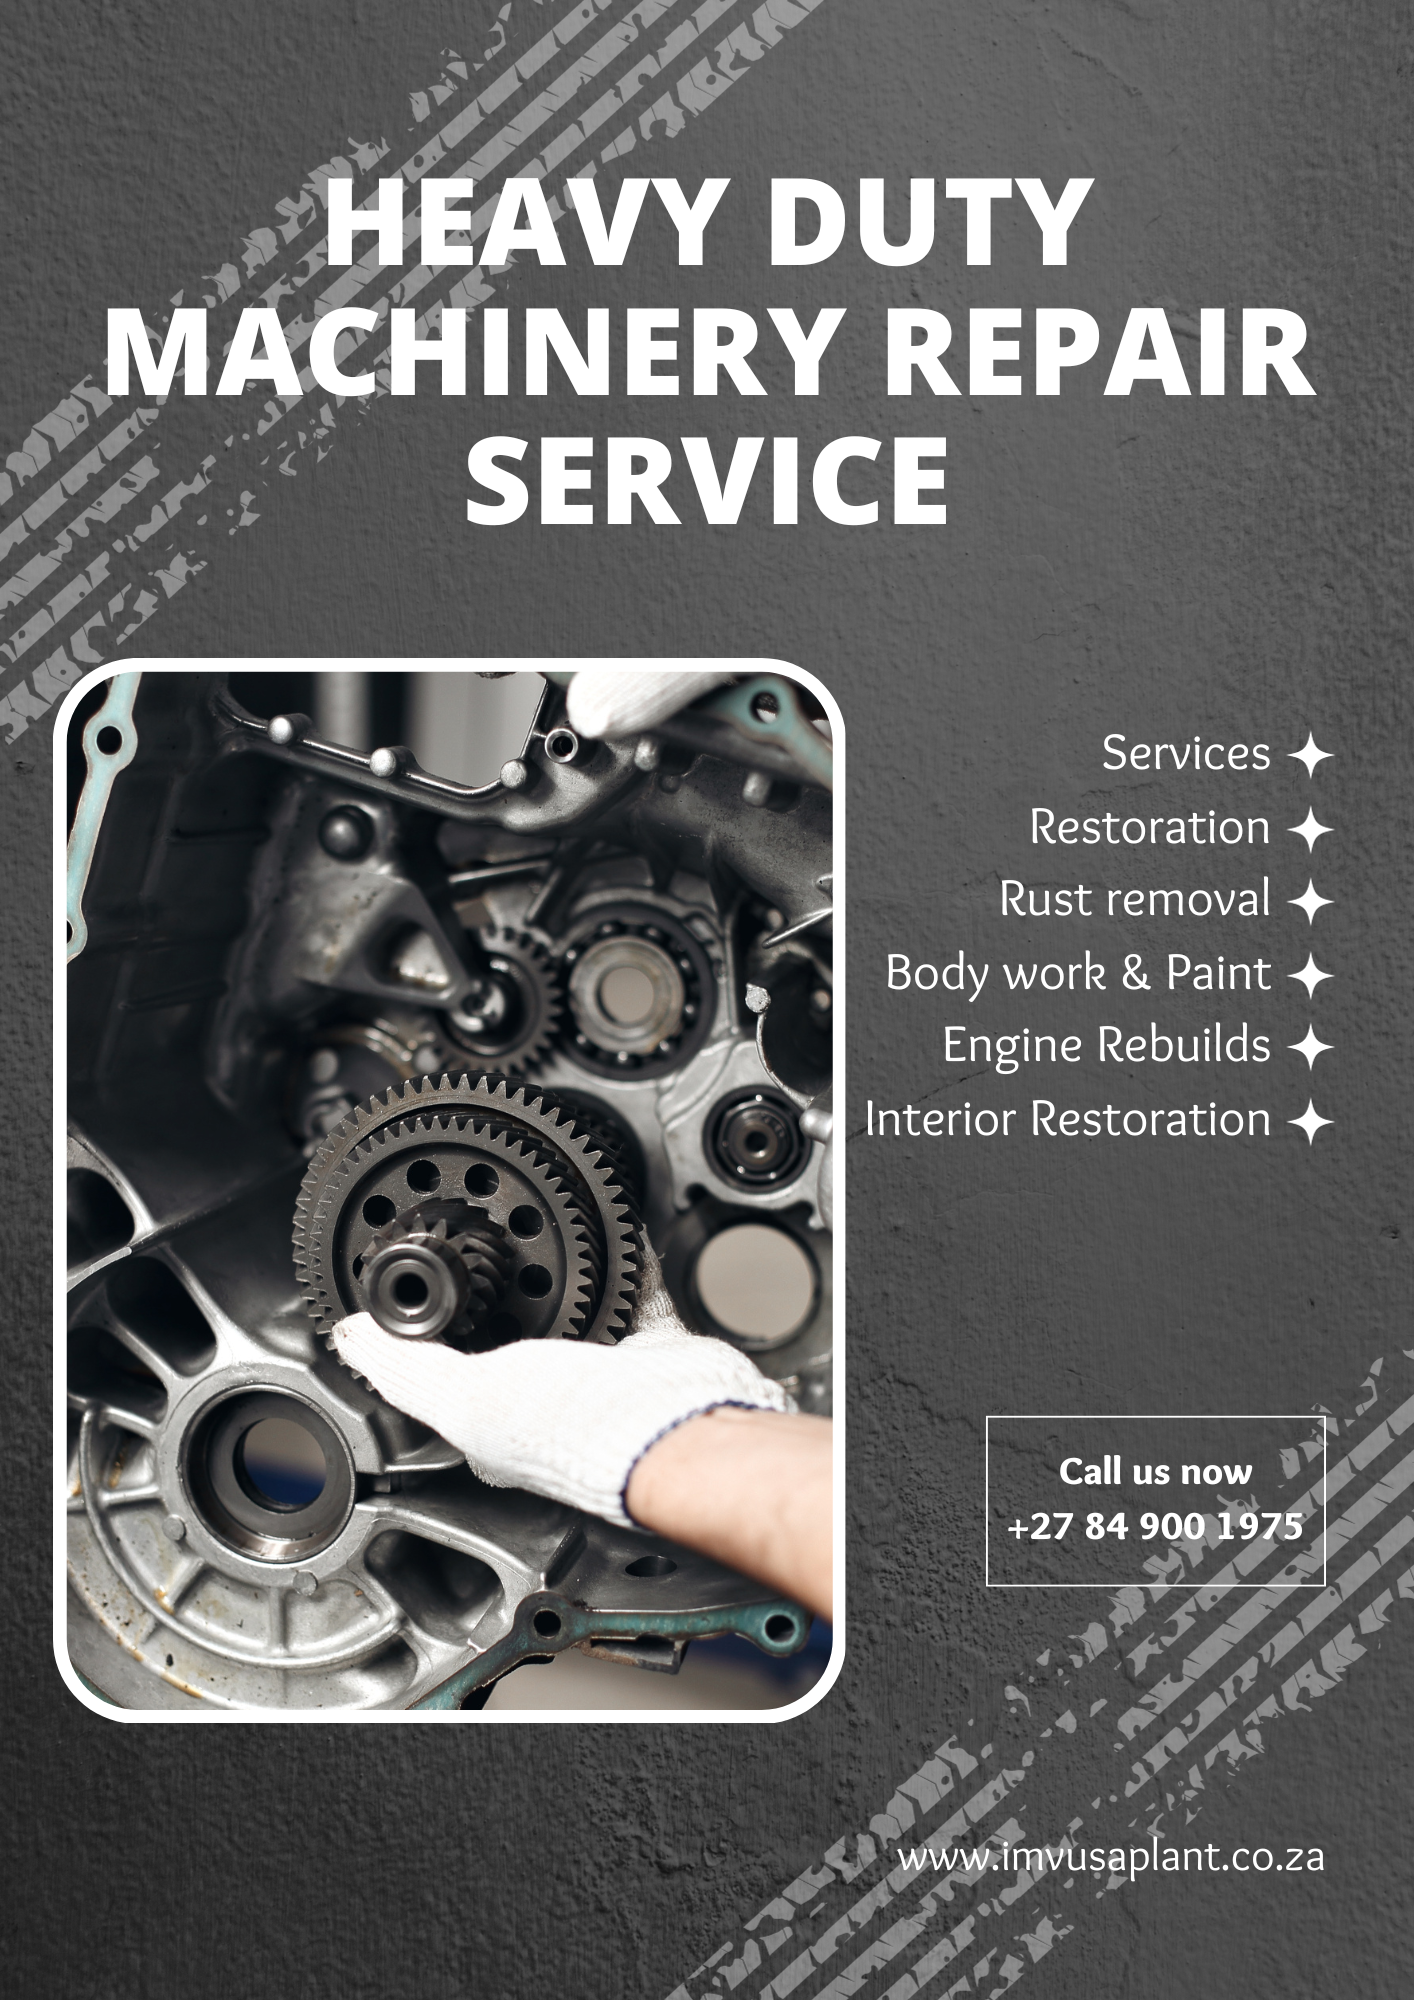 HEAVY DUTY
MACHINERY REPAIR
SERVICE
Services
Restoration
Rust removal
Body work & Paint
Engine Rebuilds
Interior Restoration
Call us now
+27 84 900 1975
www.imvusaplant.co.za